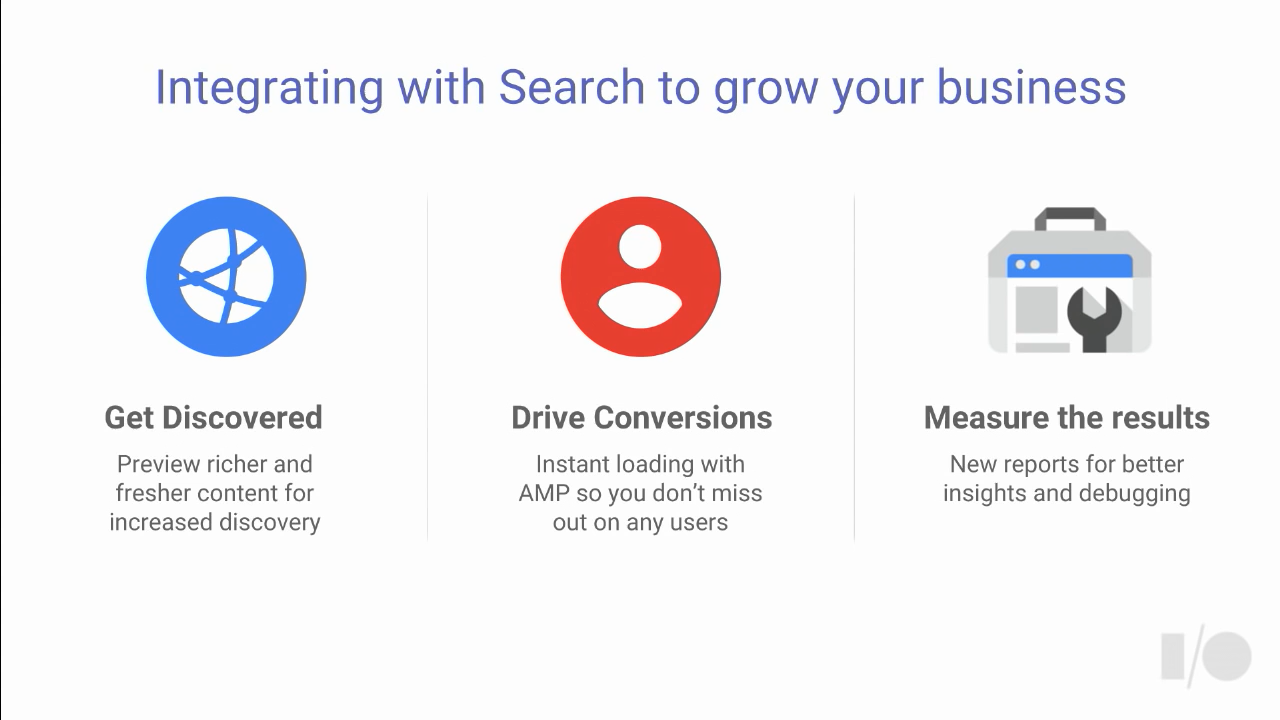 Integrating with Search to grow your business
Get Discovered
Preview richer and
fresher content for
increased discovery
Drive Conversions
Instant loading with
AMP so you don’t miss
out on any users
Measure the results
New reports for better
insights and debugging
I/O